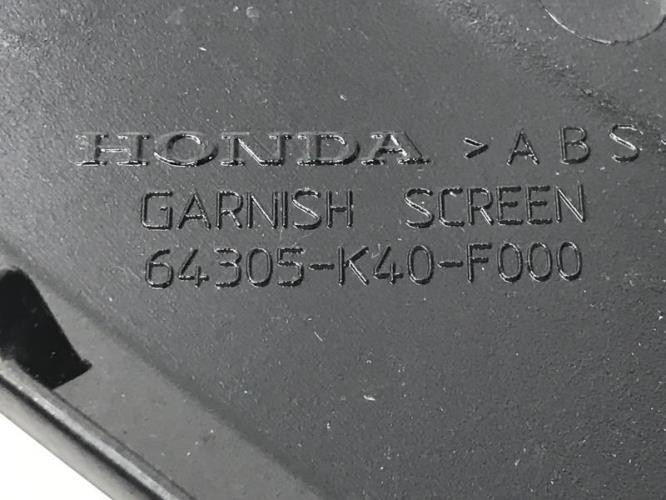 HONDA >ABS<
GARNISH SCREEN
64305-K40-F000